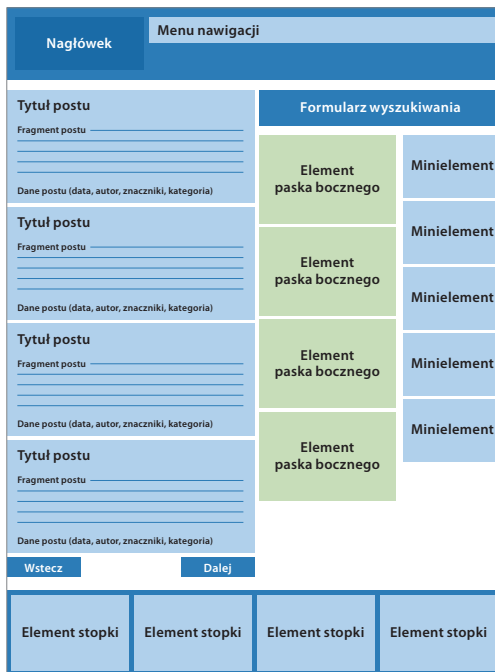 Nagłówek
Menu nawigacji
Tytuł postu
Fragment postu
Dane postu (data, autor, znaczniki, kategoria)
Tytuł postu
Fragment postu
Dane postu (data, autor, znaczniki, kategoria)
Tytuł postu
Fragment postu
Dane postu (data, autor, znaczniki, kategoria)
Tytuł postu
Fragment postu
Dane postu (data, autor, znaczniki, kategoria)
Wstecz
Dalej
Formularz wyszukiwania
Element
paska bocznego
Element
paska bocznego
Element
paska bocznego
Element
paska bocznego
Minielement
Minielement
Minielement
Minielement
Minielement
Element stopki
Element stopki
Element stopki
Element stopki